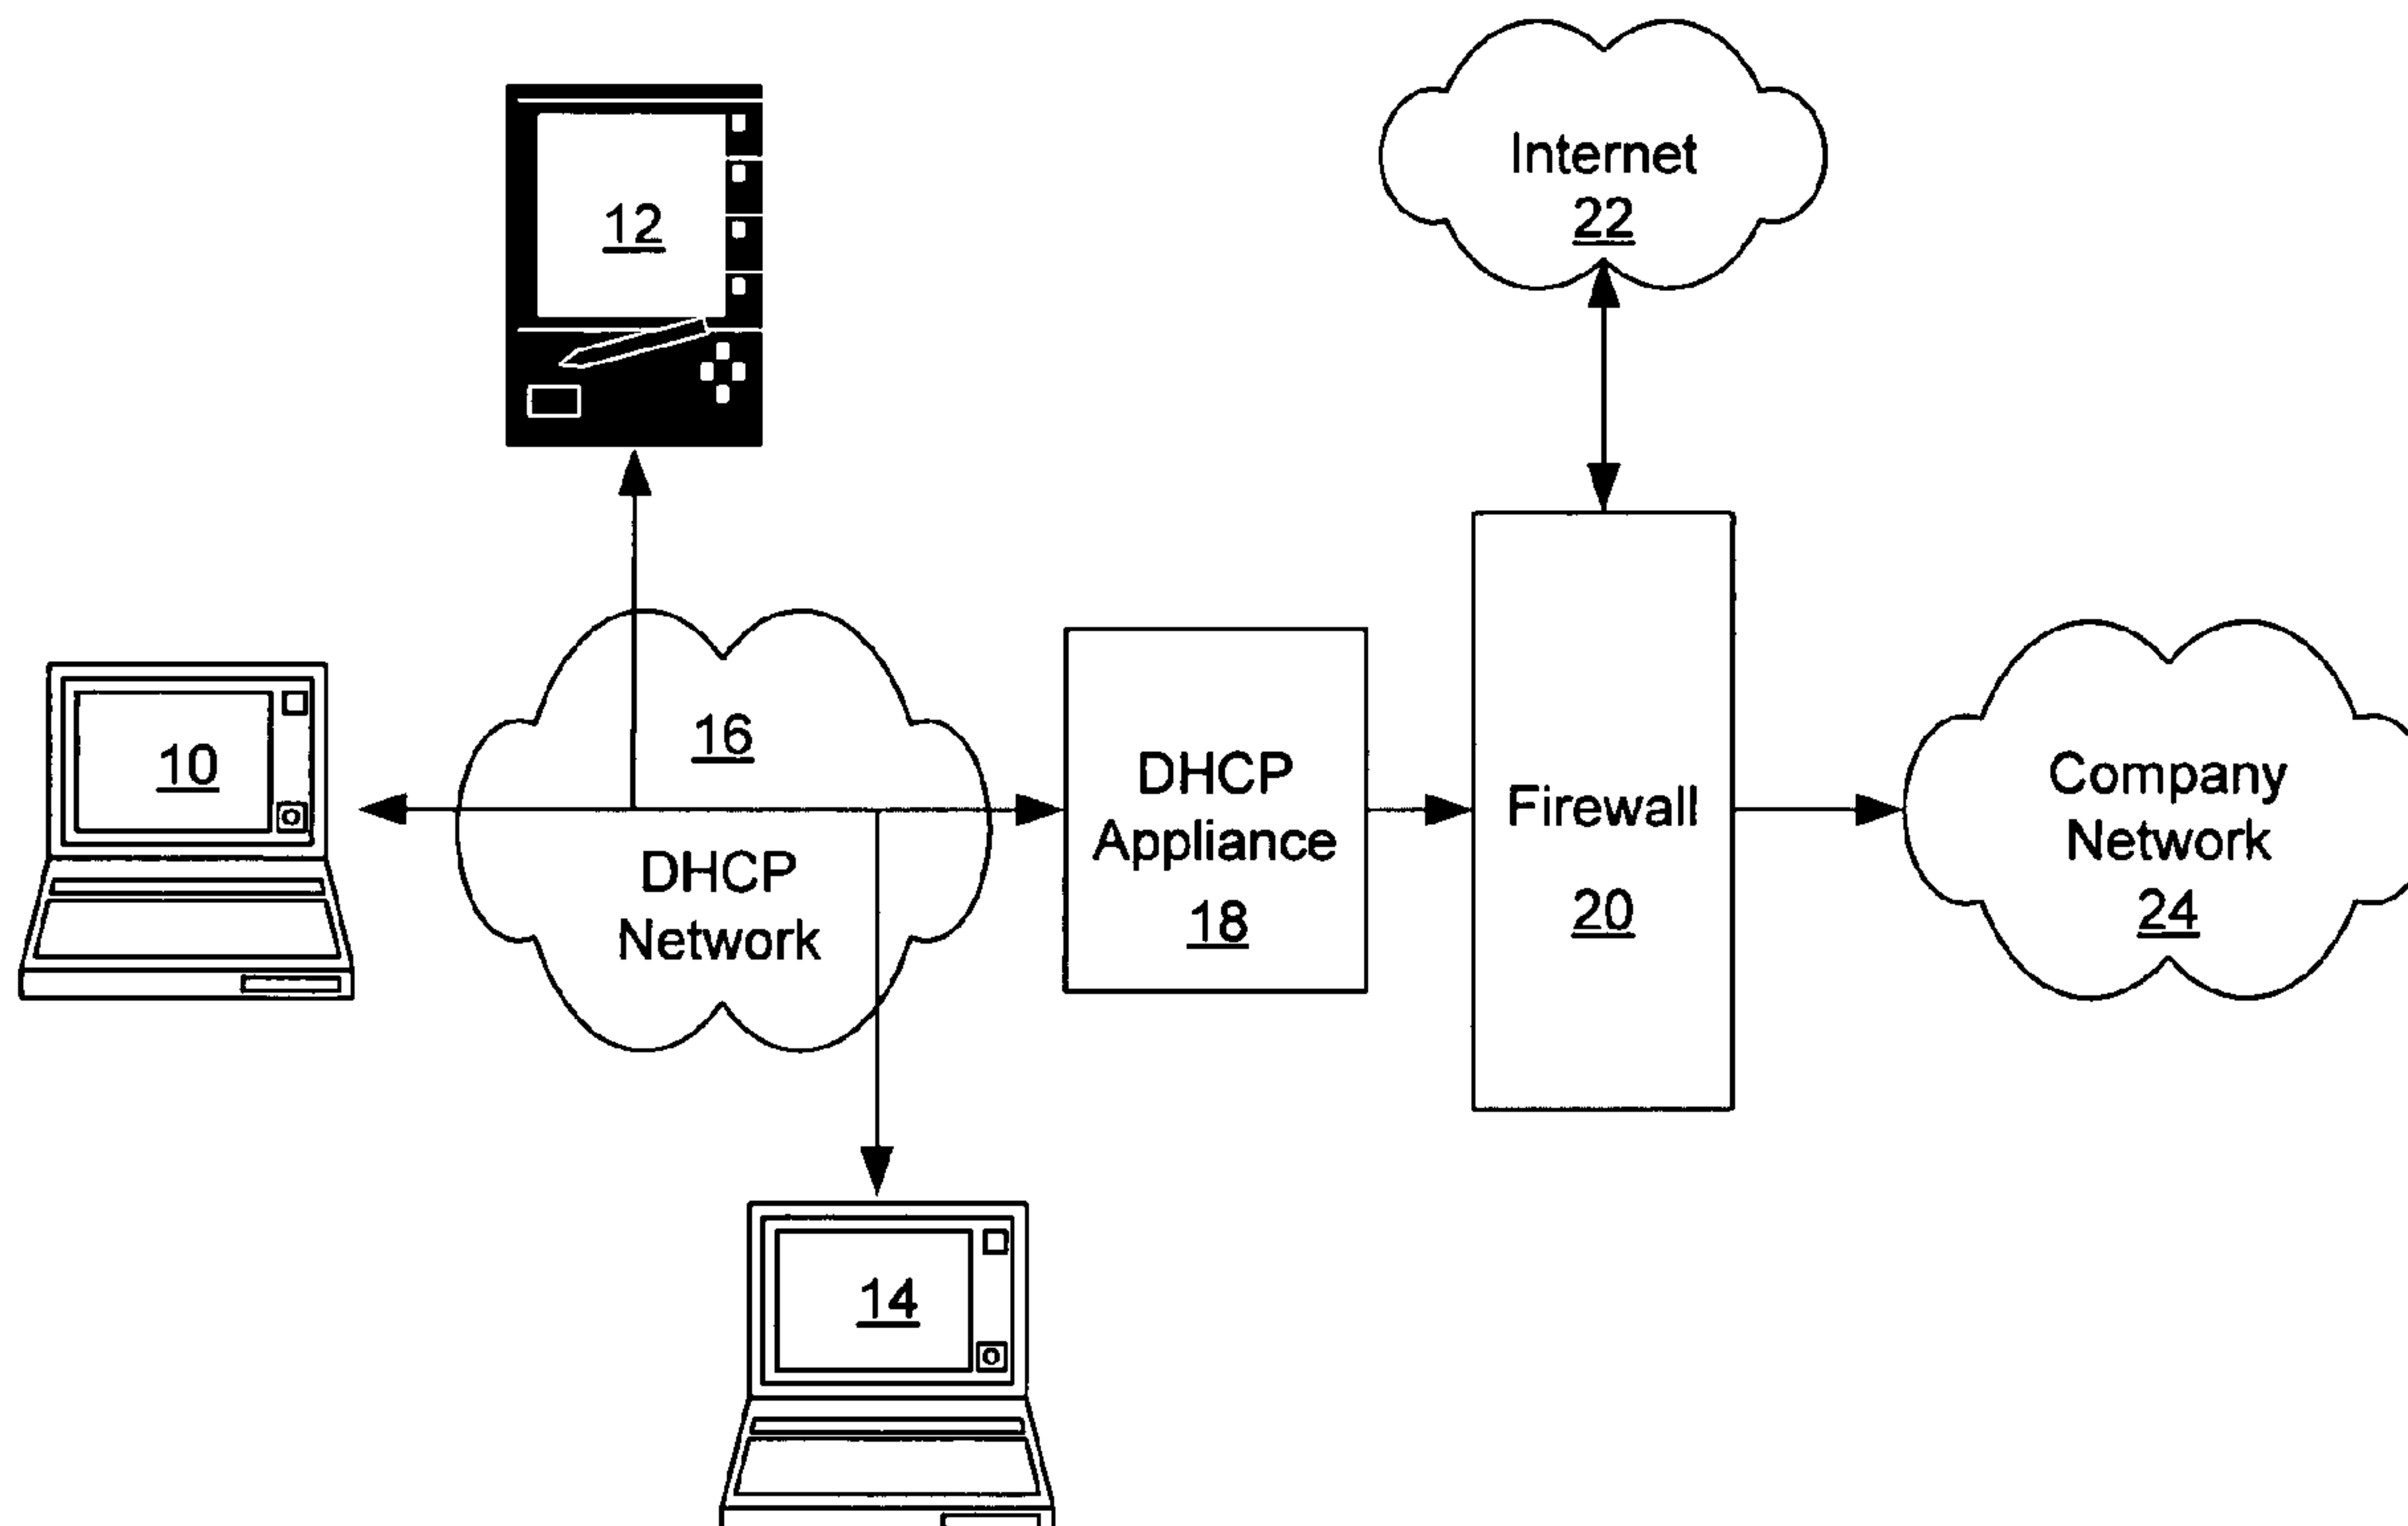 Internet
22
12
16
10
DHCP
Network
DHCP
Appliance
18
Firewall
20
Company
Network
24
14